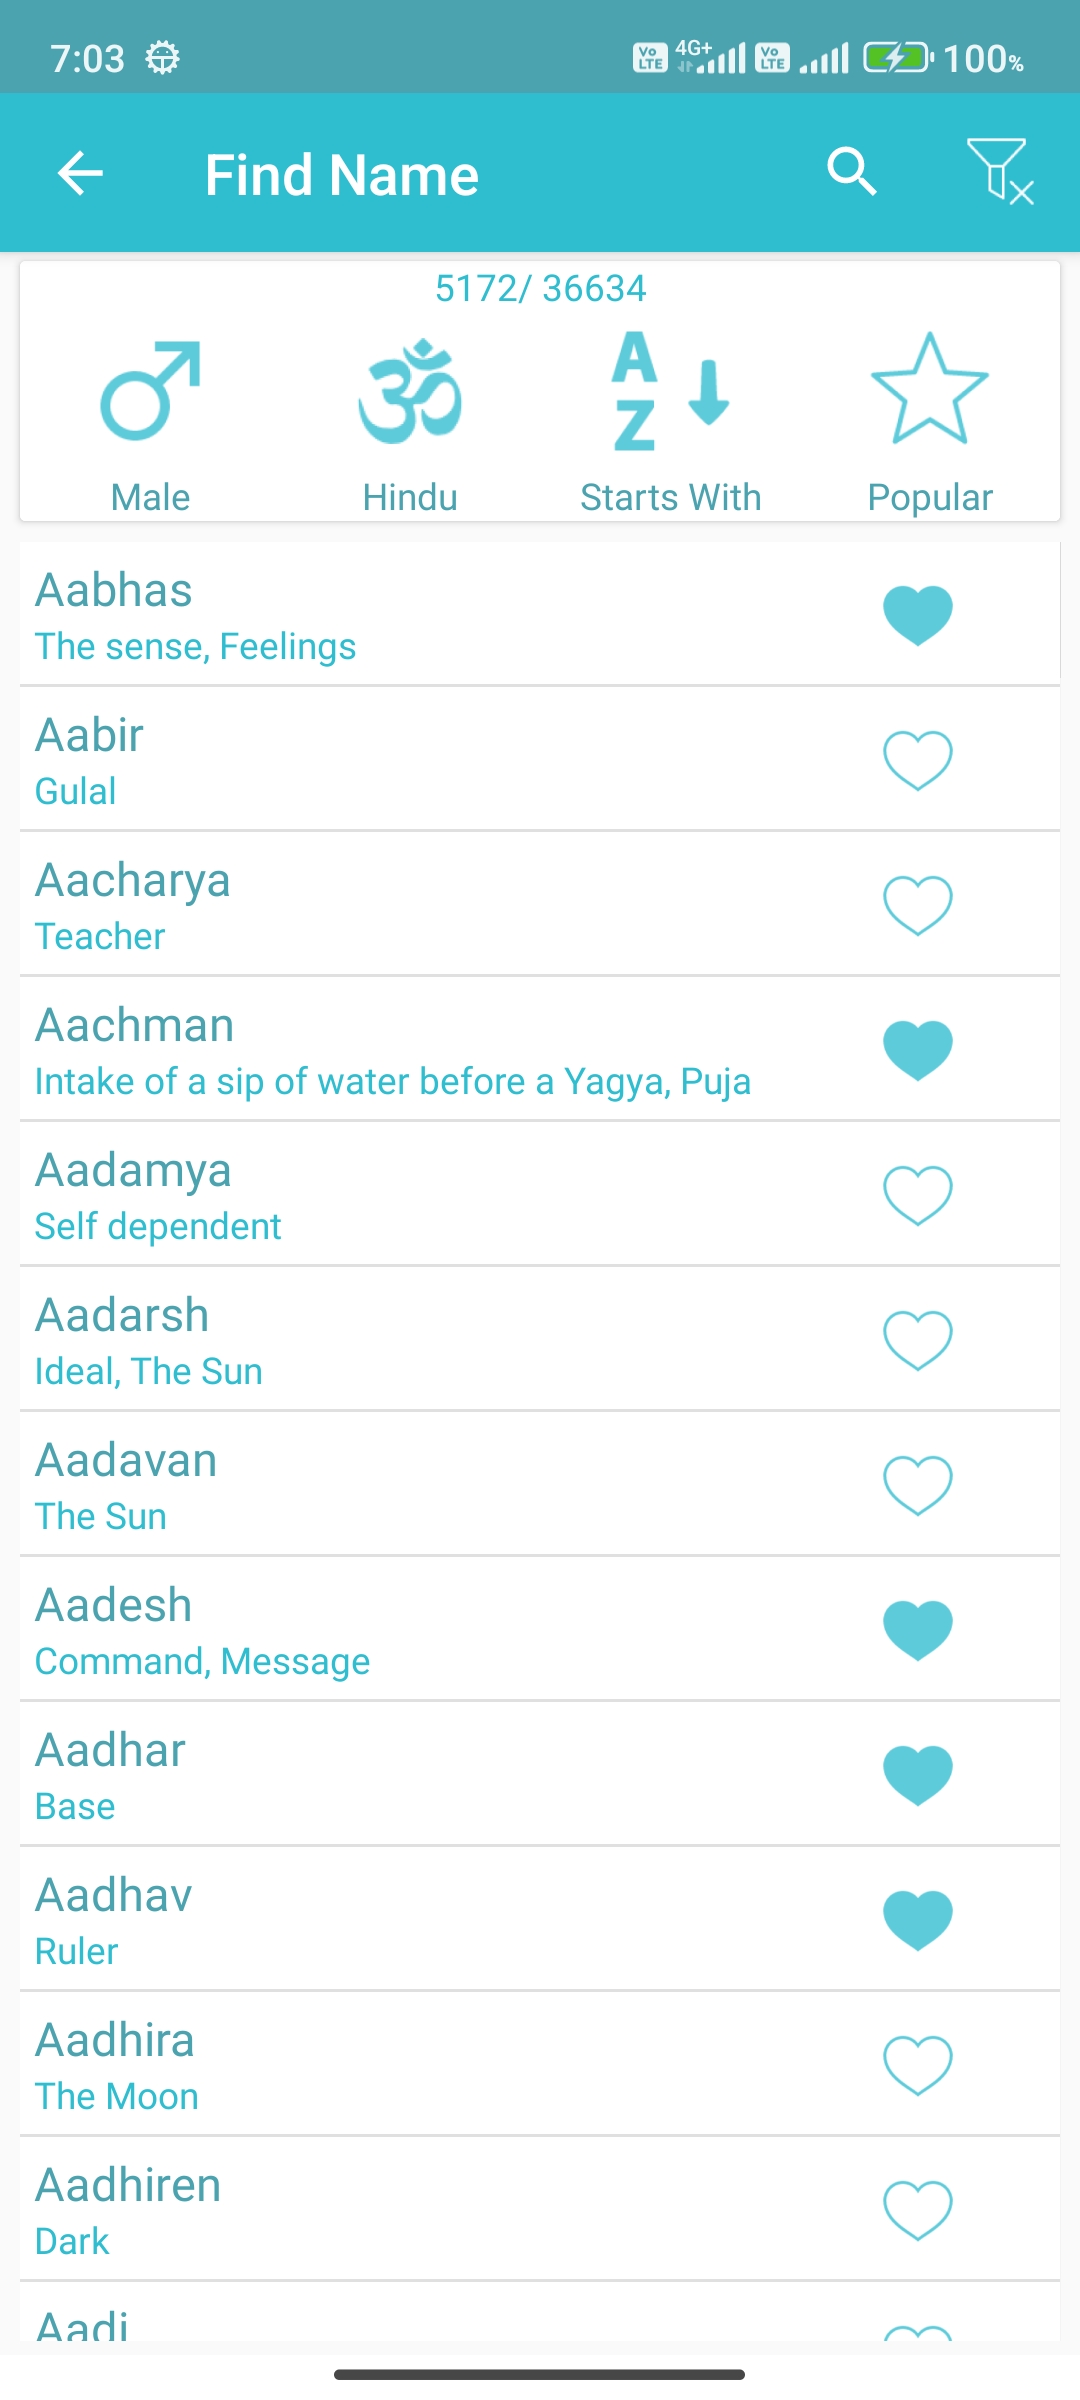 7:03
Vo LTE 4G+ Vo LTE 100%
Find Name
5172/ 36634
A Z
Male Hindu Starts With Popular
Aabhas
The sense, Feelings
Aabir
Gulal
Aacharya
Teacher
Aachman
Intake of a sip of water before a Yagya, Puja
Aadamya
Self dependent
Aadarsh
Ideal, The Sun
Aadavan
The Sun
Aadesh
Command, Message
Aadhar
Base
Aadhav
Ruler
Aadhira
The Moon
Aadhiren
Dark
Aadi